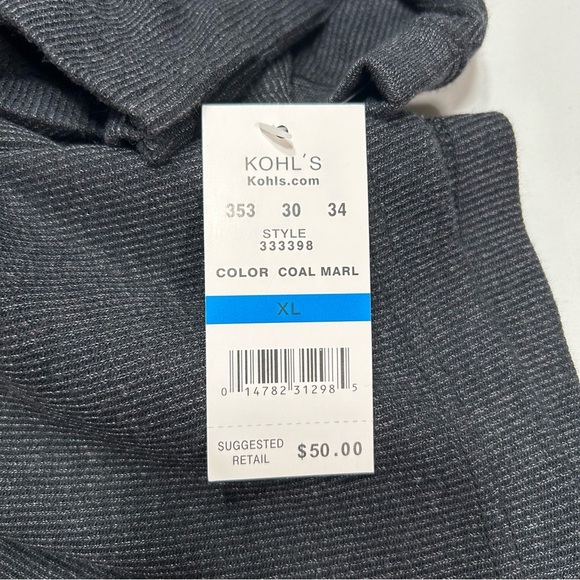 KOHL'S
Kohls.com
353 30 34
STYLE
333398
COLOR COAL MARL
XL
0 14782 31298 5
SUGGESTED
RETAIL $50.00